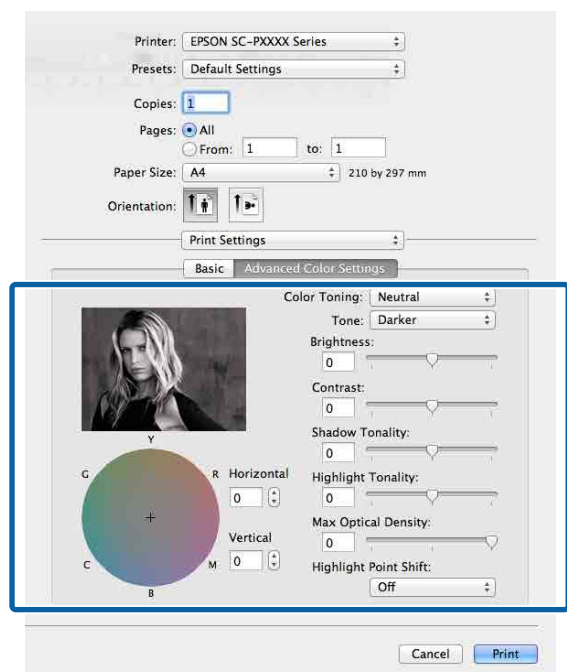 Printer: EPSON SC-PXXXX Series
Presets: Default Settings
Copies: 1
Pages: All
From: 1 to: 1
Paper Size: A4 210 by 297 mm
Orientation:
Print Settings
Basic Advanced Color Settings
Color Toning: Neutral
Tone: Darker
Brightness:
0
Contrast:
0
Shadow Tonality:
0
Highlight Tonality:
0
Max Optical Density:
0
Highlight Point Shift:
Off
Y
G R
C M
B
Horizontal
0
Vertical
0
Cancel Print